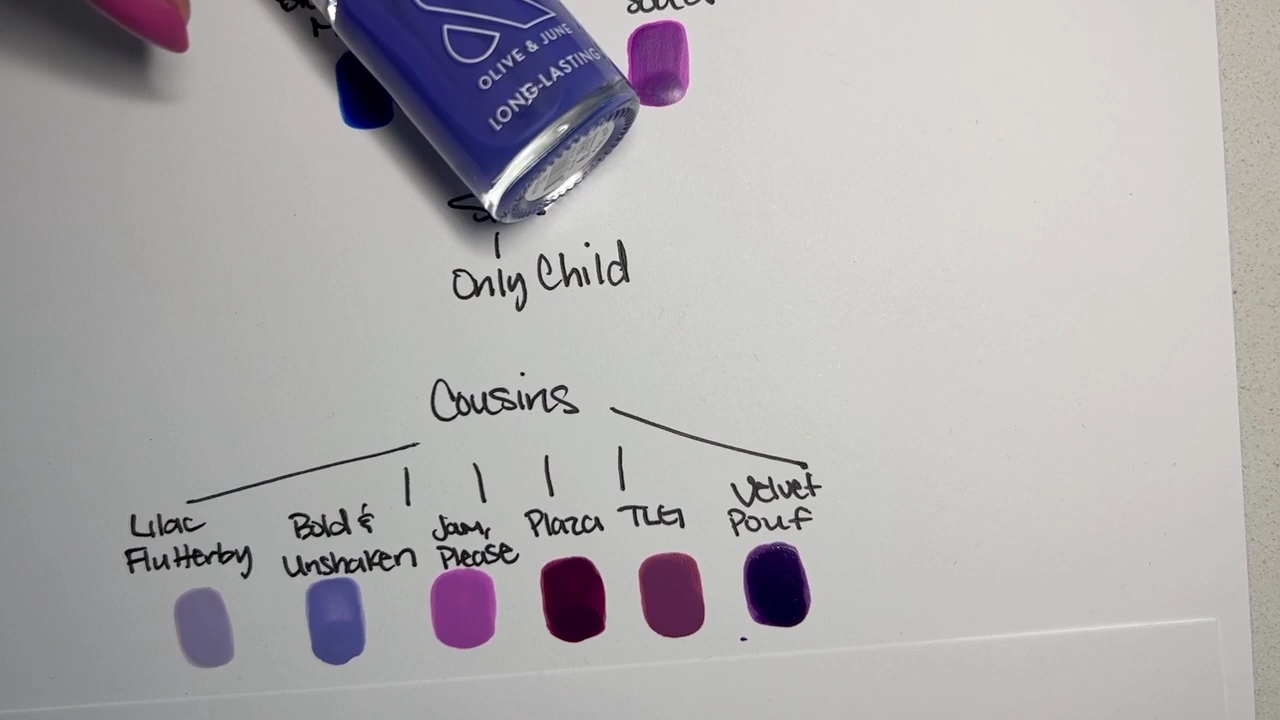 OLIVE & JUNE
LONG-LASTING
Only Child
Cousins
Lilac
Flutterby
Bold &
Unshaken
Jam,
Please
Plaza
TLG
Velvet
Pouf